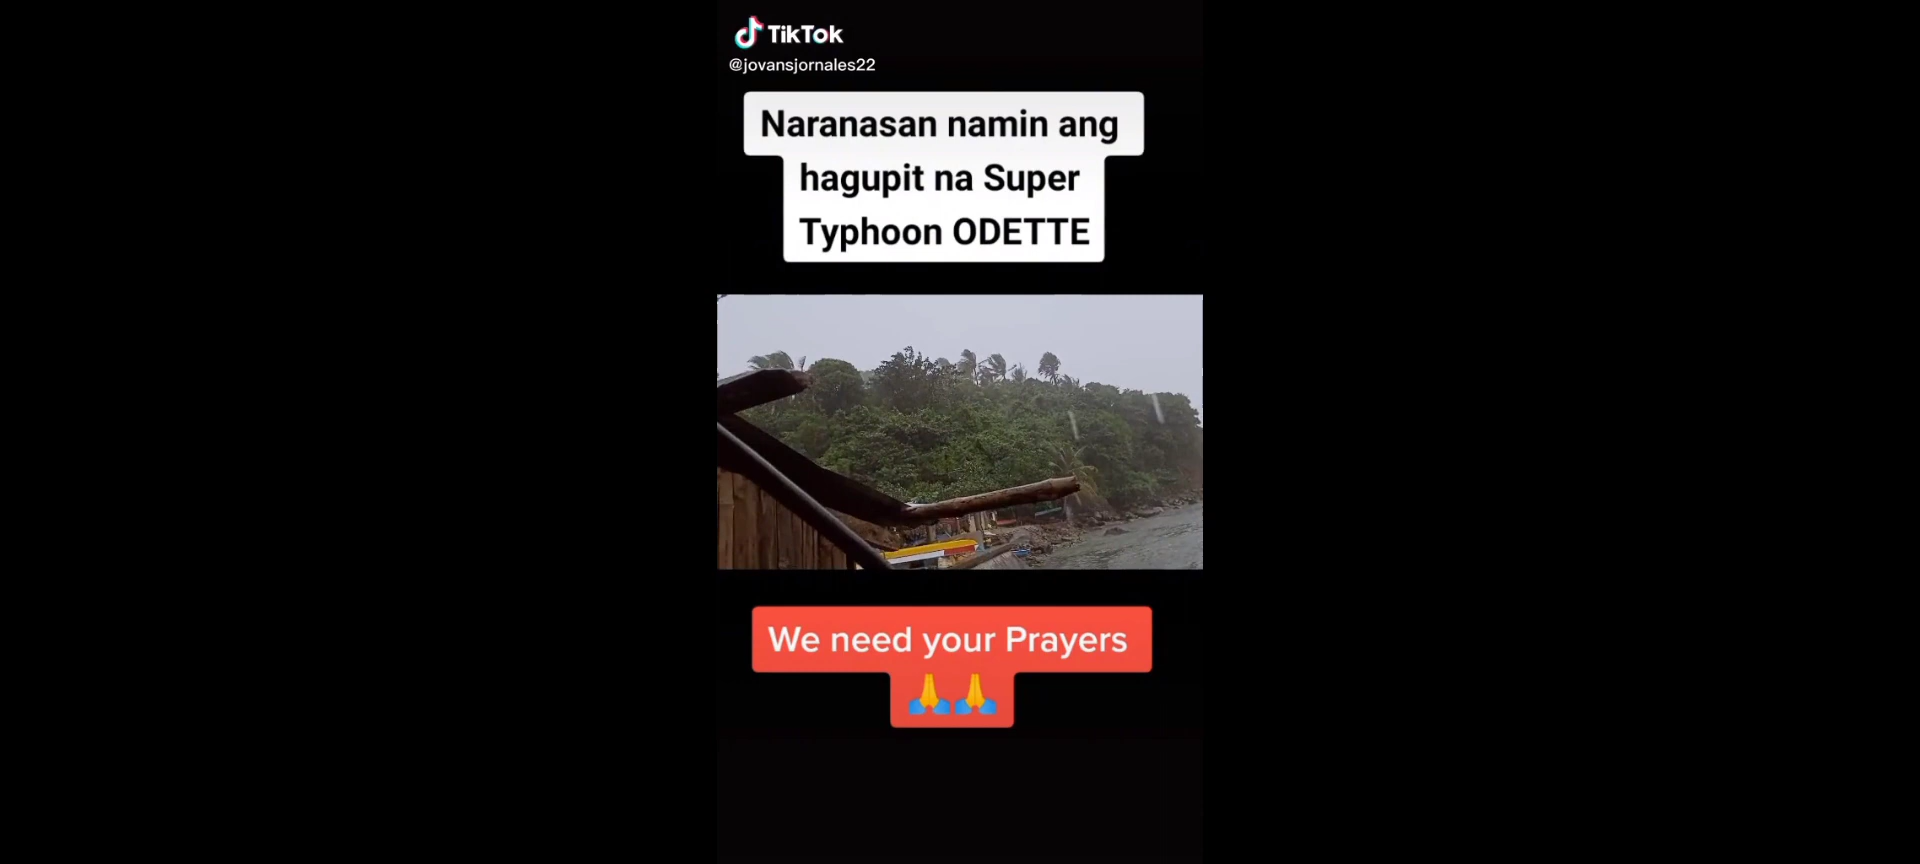 TikTok
@jovansjornales22
Naranasan namin ang
hagupit na Super
Typhoon ODETTE
We need your Prayers
🙏🙏